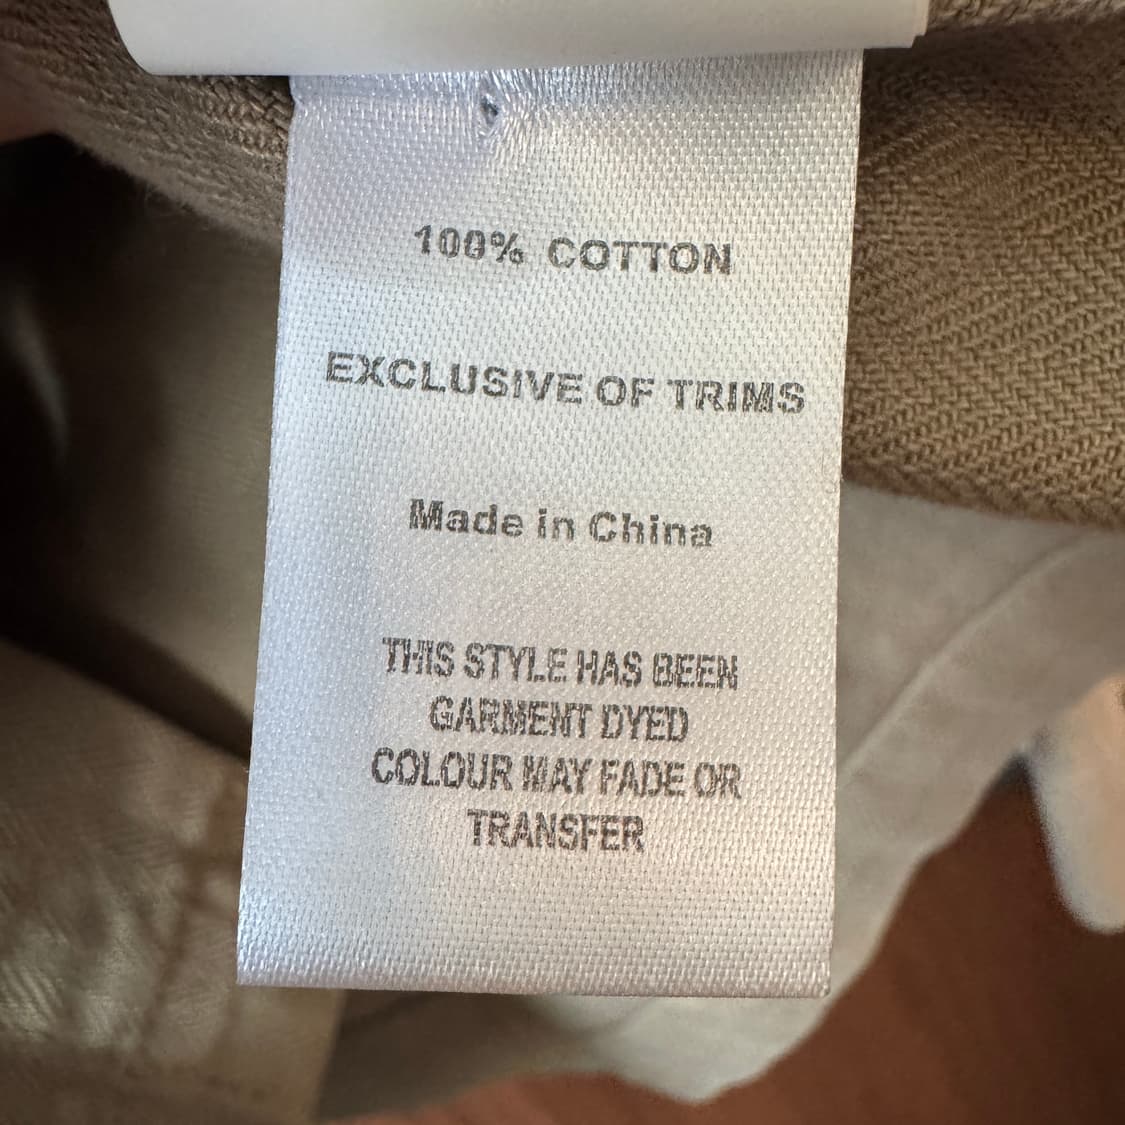 100% COTTON
EXCLUSIVE OF TRIMS
Made in China
THIS STYLE HAS BEEN
GARMENT DYED
COLOUR MAY FADE OR
TRANSFER